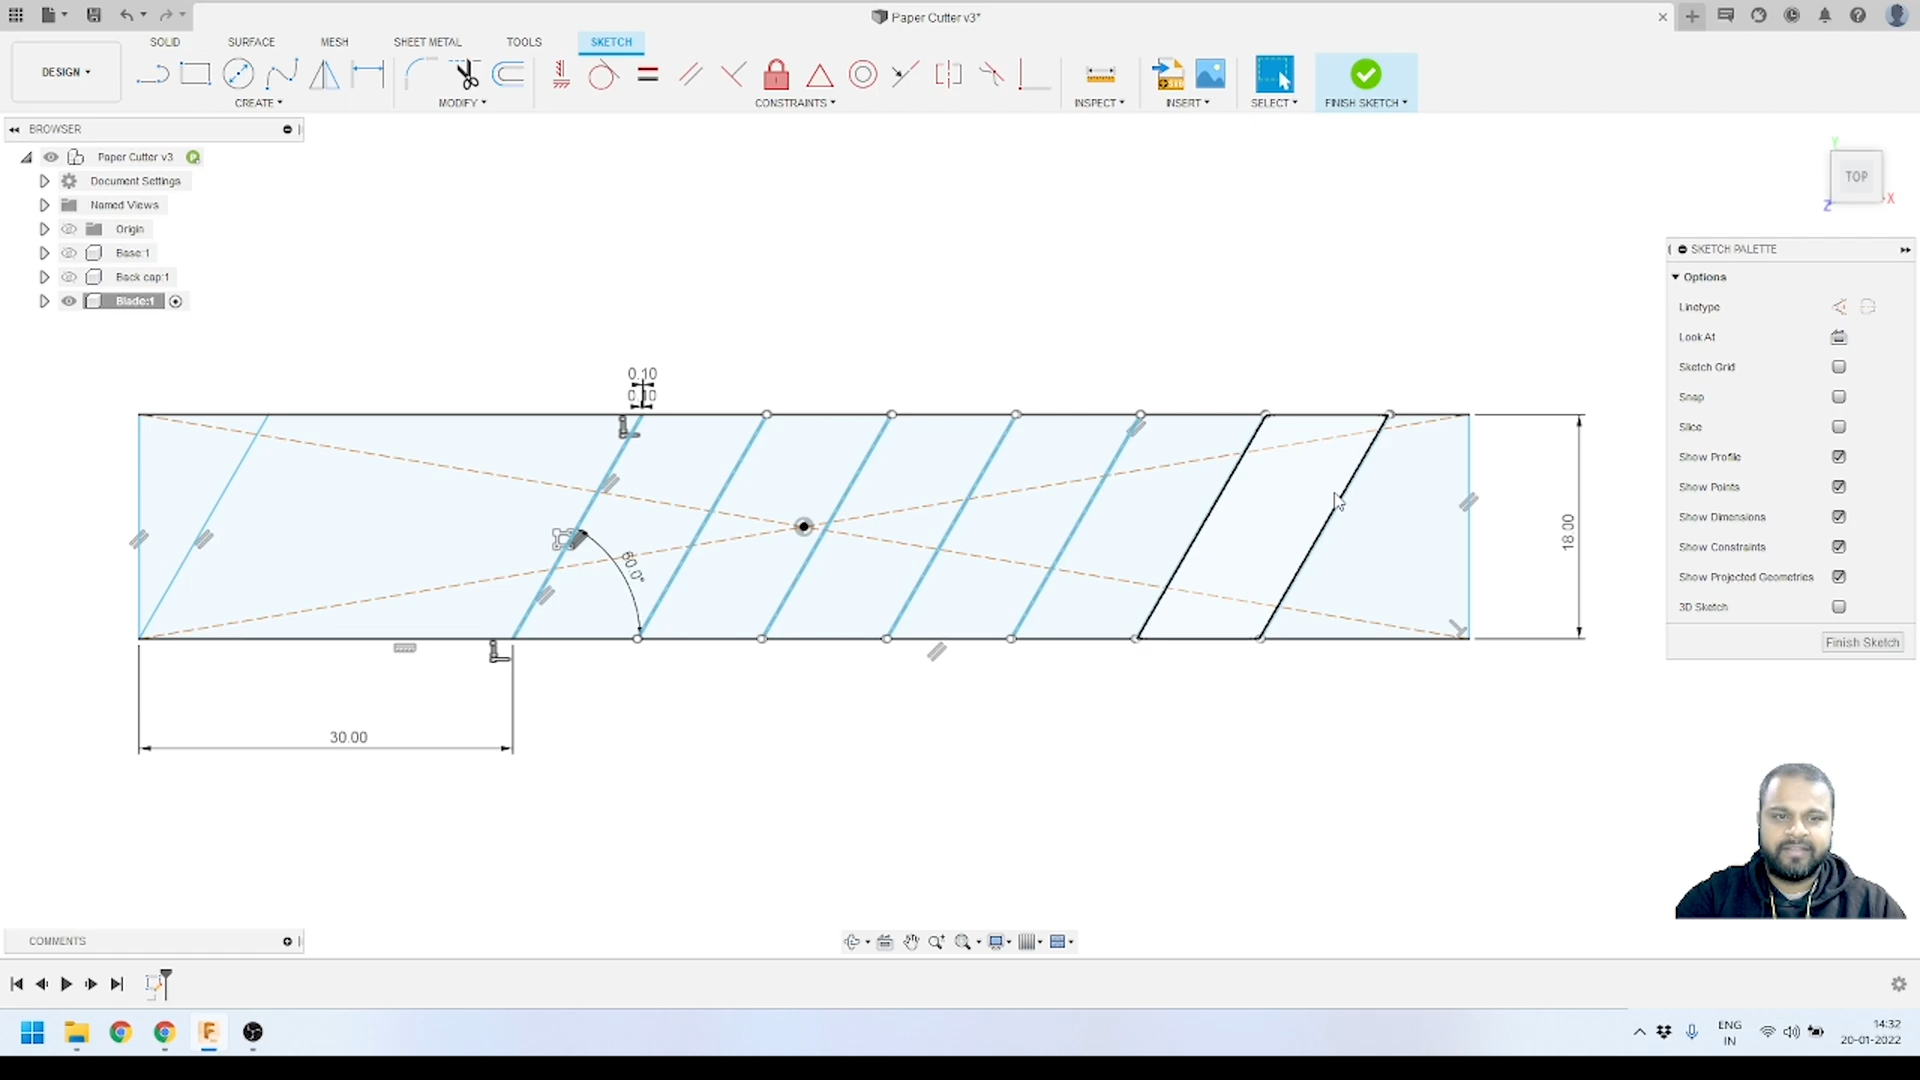 Paper Cutter v3*
SOLID SURFACE MESH SHEET METAL TOOLS SKETCH
DESIGN
CREATE MODIFY CONSTRAINTS INSPECT INSERT SELECT FINISH SKETCH
BROWSER
Paper Cutter v3
Document Settings
Named Views
Origin
Base:1
Back cap:1
Blade:1
Y
TOP
X
Z
SKETCH PALETTE
Options
Linetype
Look At
Sketch Grid
Snap
Slice
Show Profile
Show Points
Show Dimensions
Show Constraints
Show Projected Geometries
3D Sketch
Finish Sketch
0.10
0.10
60.0°
18.00
30.00
COMMENTS
ENG
IN
14:32
20-01-2022